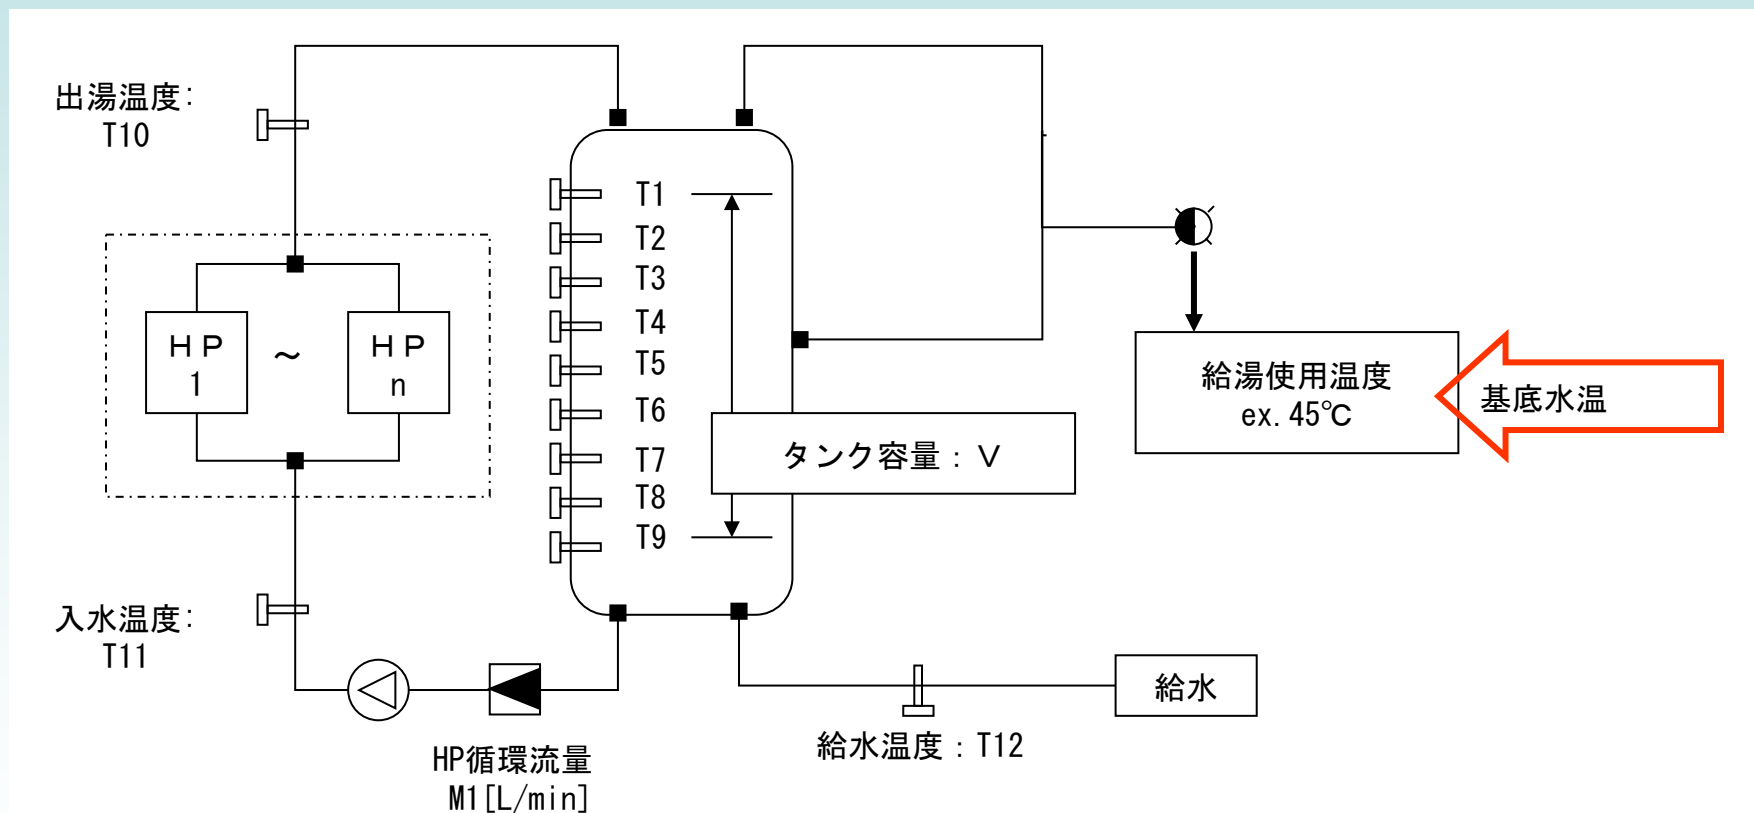 出湯温度:
T10
T1
T2
T3
T4
T5
T6
T7
T8
T9
ＨＰ
1
～
ＨＰ
n
タンク容量：Ｖ
給湯使用温度
ex. 45℃
基底水温
入水温度:
T11
給水
給水温度：T12
HP循環流量
M1[L/min]